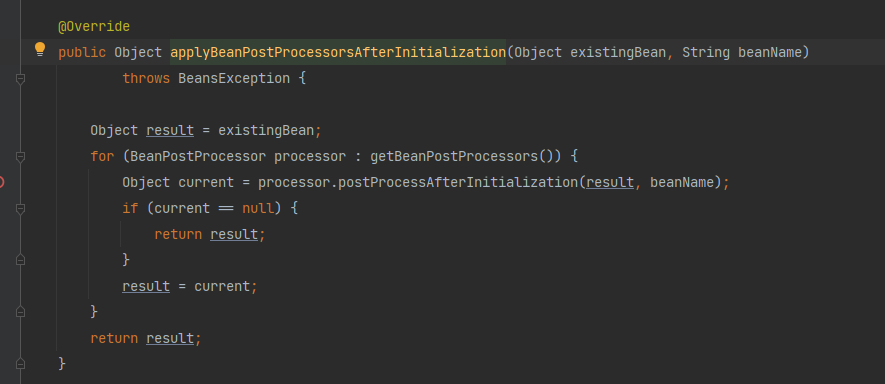 @Override
public Object applyBeanPostProcessorsAfterInitialization(Object existingBean, String beanName)
        throws BeansException {

    Object result = existingBean;
    for (BeanPostProcessor processor : getBeanPostProcessors()) {
        Object current = processor.postProcessAfterInitialization(result, beanName);
        if (current == null) {
            return result;
        }
        result = current;
    }
    return result;
}